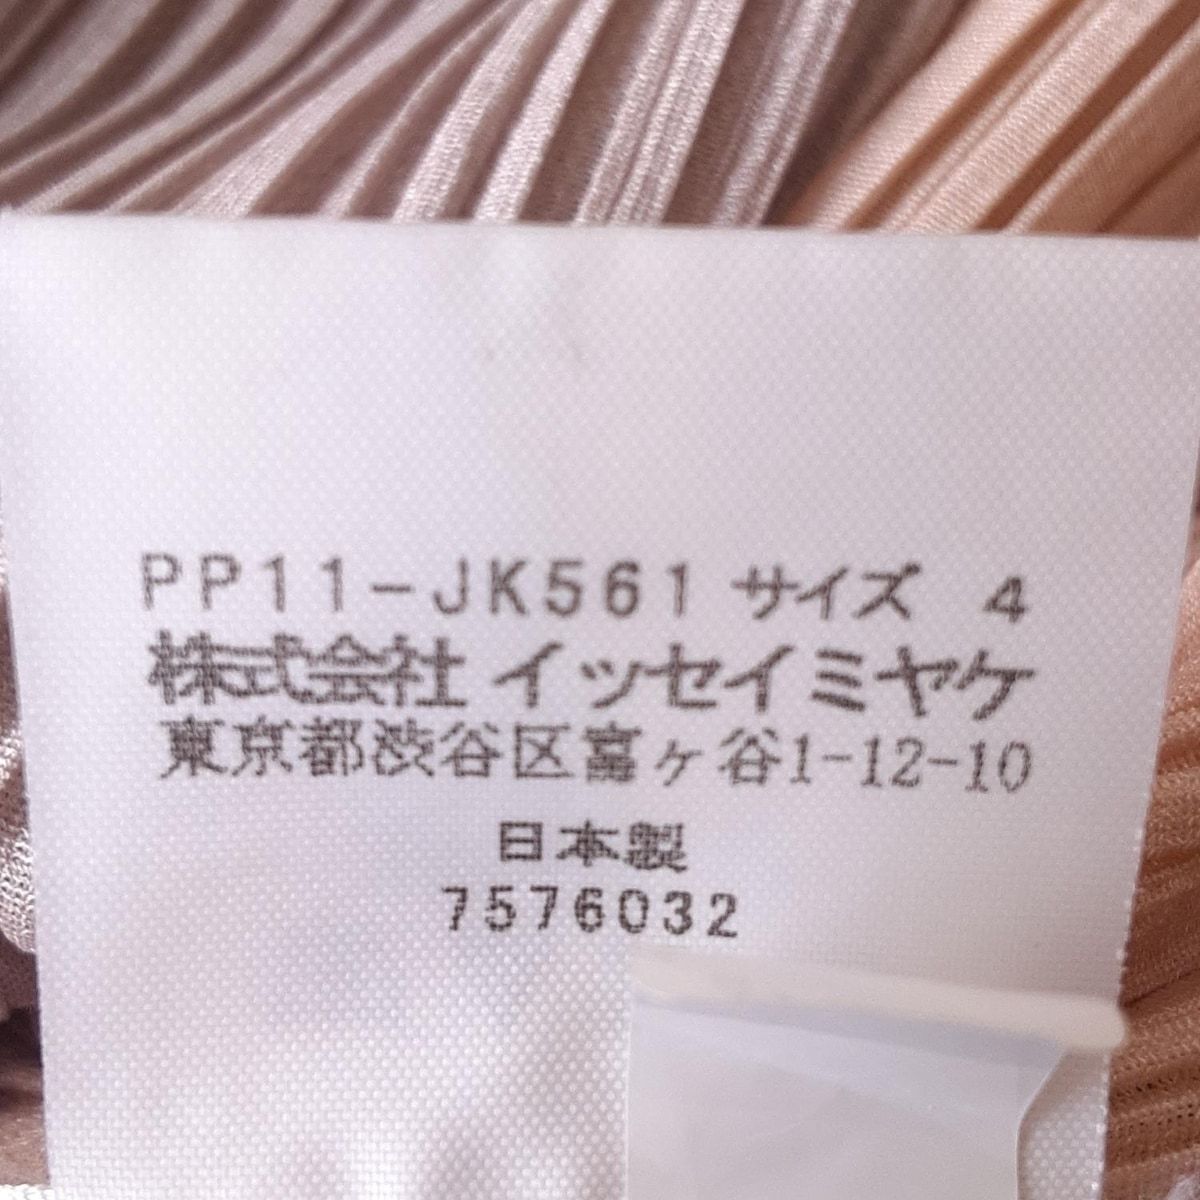 PP11-JK561 サイズ 4
株式会社 イッセイミヤケ
東京都渋谷区富ヶ谷1-12-10
日本製
7576032